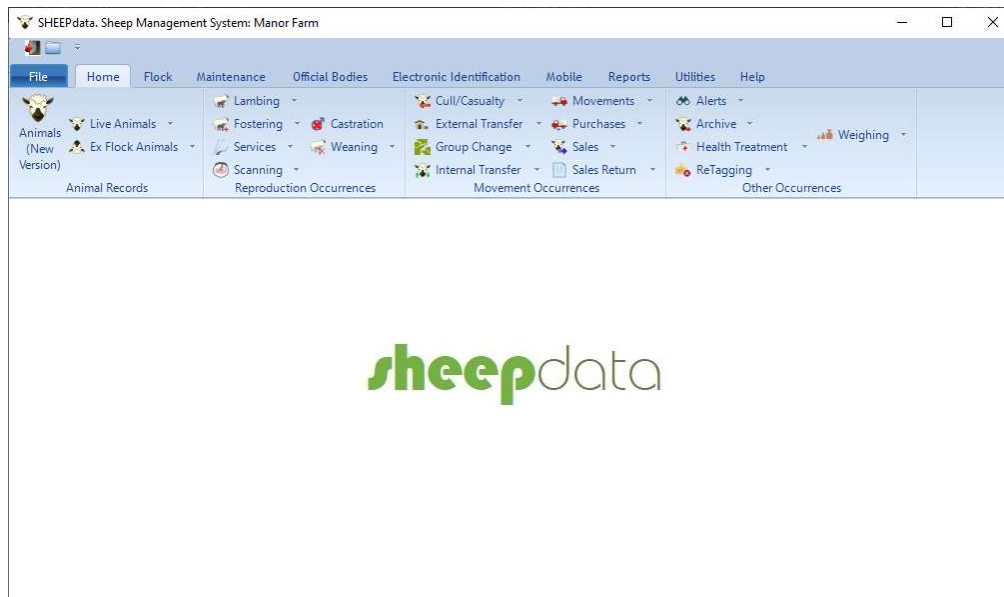 SHEEPdata. Sheep Management System: Manor Farm
File Home Flock Maintenance Official Bodies Electronic Identification Mobile Reports Utilities Help
Animals
(New
Version)
Live Animals
Ex Flock Animals
Animal Records
Lambing
Fostering
Services
Scanning
Castration
Weaning
Reproduction Occurrences
Cull/Casualty
External Transfer
Group Change
Internal Transfer
Movements
Purchases
Sales
Sales Return
Movement Occurrences
Alerts
Archive
Health Treatment
ReTagging
Weighing
Other Occurrences
sheepdata